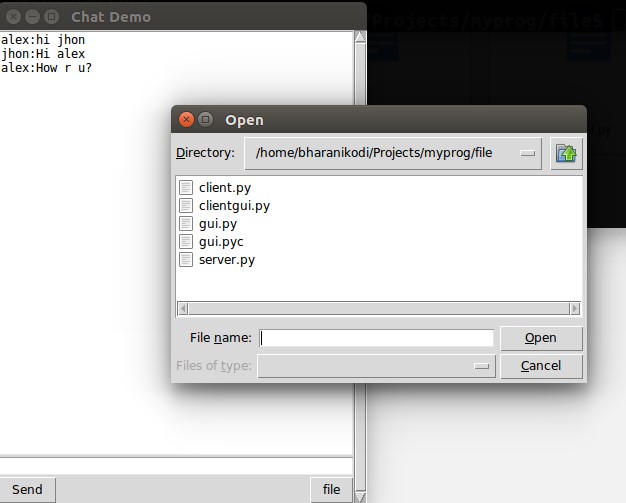 Chat Demo
Projects/myprog/file$
alex:hi jhon
jhon:Hi alex
alex:How r u?
Open
Directory: /home/bharanikodi/Projects/myprog/file
client.py
clientgui.py
gui.py
gui.pyc
server.py
File name:
Open
Files of type:
Cancel
Send
file